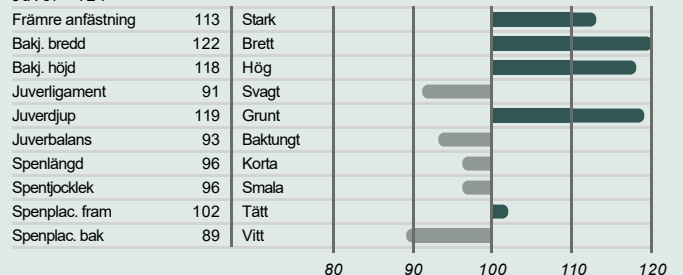 Främre anfästning 113 Stark
Bakj. bredd 122 Brett
Bakj. höjd 118 Hög
Juverligament 91 Svagt
Juverdjup 119 Grunt
Juverbalans 93 Baktungt
Spenlängd 96 Korta
Spentjocklek 96 Smala
Spenplac. fram 102 Tätt
Spenplac. bak 89 Vitt
80 90 100 110 120